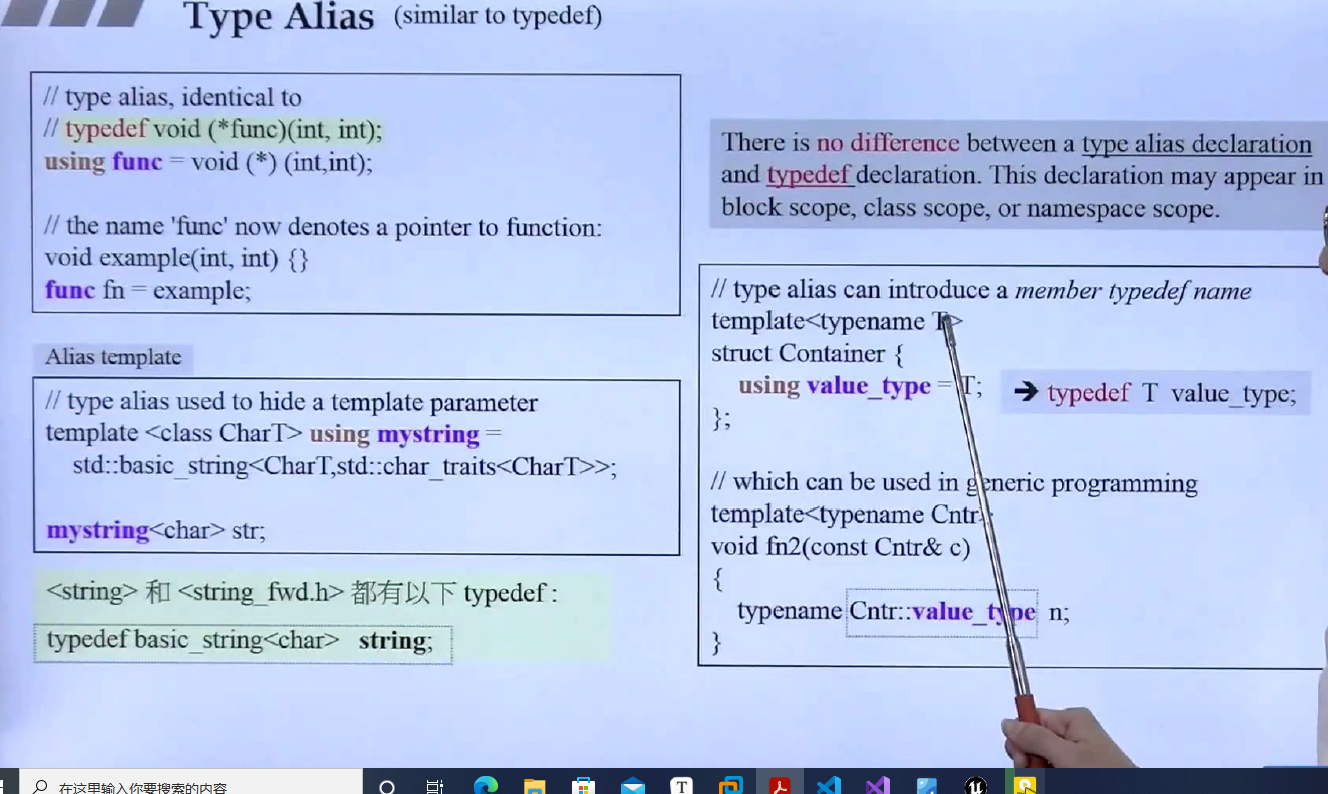 Type Alias (similar to typedef)
// type alias, identical to
// typedef void (*func)(int, int);
using func = void (*) (int,int);
// the name 'func' now denotes a pointer to function:
void example(int, int) {}
func fn = example;
Alias template
// type alias used to hide a template parameter
template <class CharT> using mystring =
std::basic_string<CharT,std::char_traits<CharT>>;
mystring<char> str;
<string> 和 <string_fwd.h> 都有以下 typedef :
typedef basic_string<char> string;
There is no difference between a type alias declaration
and typedef declaration. This declaration may appear in
block scope, class scope, or namespace scope.
// type alias can introduce a member typedef name
template<typename T>
struct Container {
using value_type = T;
➔ typedef T value_type;
};
// which can be used in generic programming
template<typename Cntr>
void fn2(const Cntr& c)
{
typename Cntr::value_type n;
}
在这里输入你要搜索的内容
T